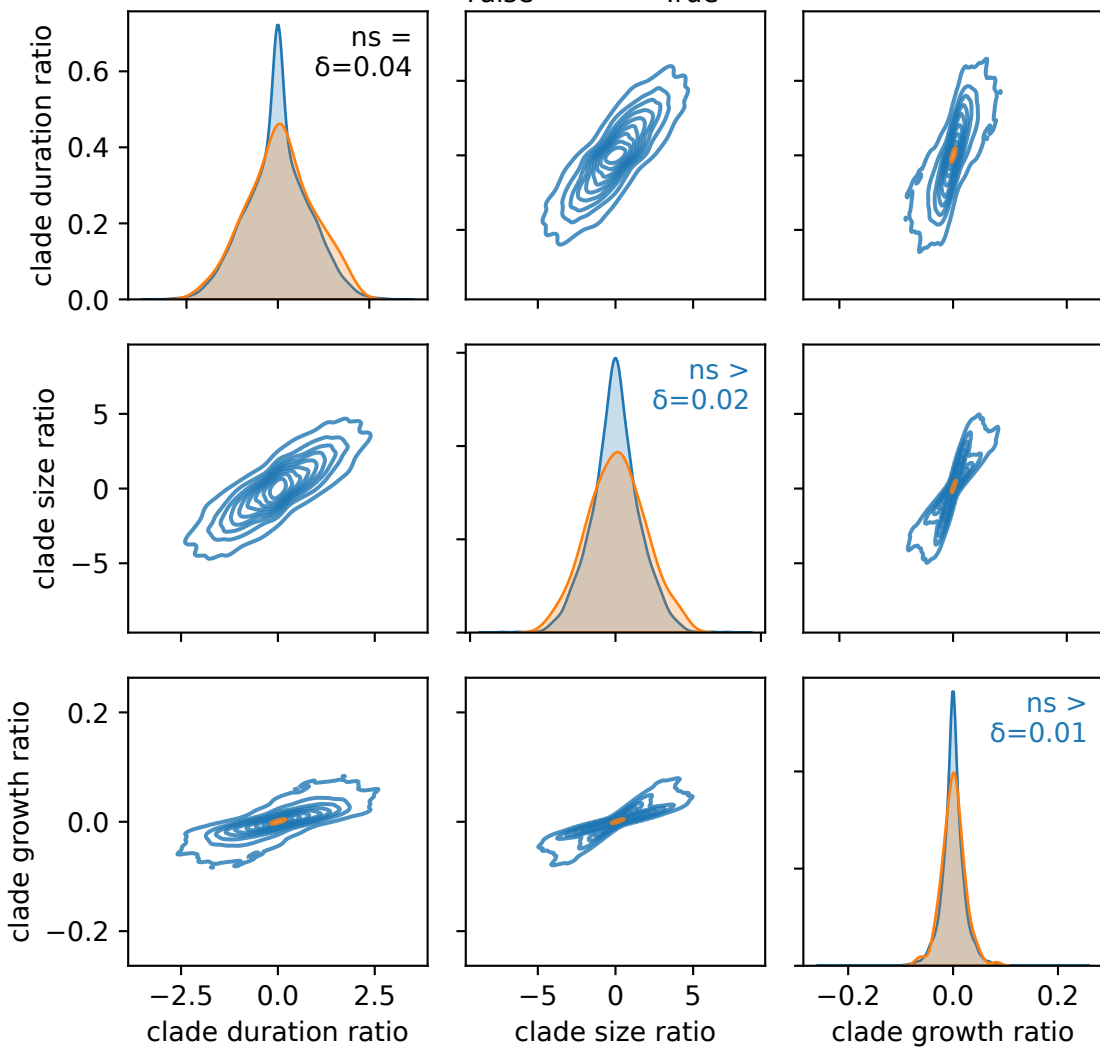 clade duration ratio
0.6
0.4
0.2
0.0
ns =
δ=0.04
clade size ratio
5
0
−5
ns >
δ=0.02
clade growth ratio
0.2
0.0
−0.2
ns >
δ=0.01
−2.5 0.0 2.5
clade duration ratio
−5 0 5
clade size ratio
−0.2 0.0 0.2
clade growth ratio